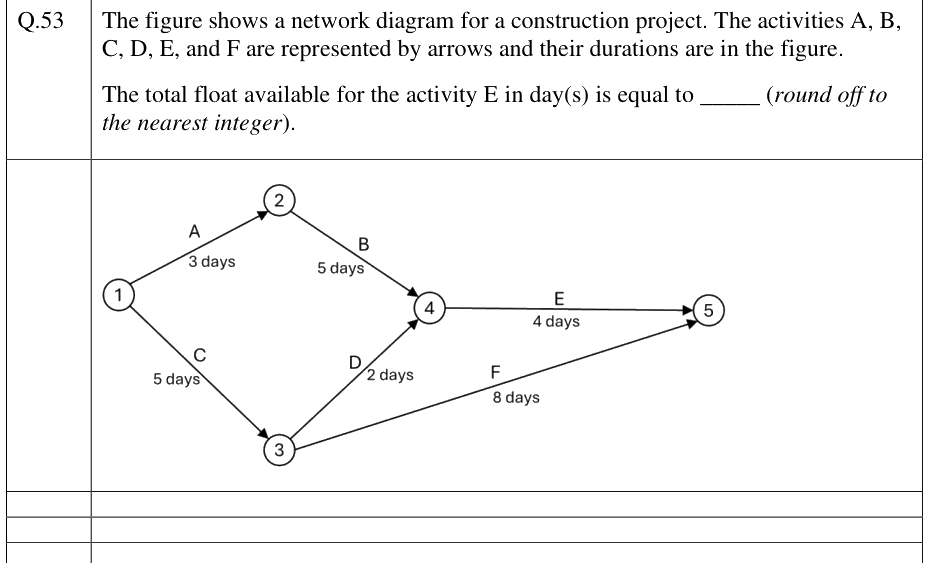 Q.53 The figure shows a network diagram for a construction project. The activities A, B,
C, D, E, and F are represented by arrows and their durations are in the figure.
The total float available for the activity E in day(s) is equal to _____ (round off to
the nearest integer).
2
A
3 days
B
5 days
1
4
E
4 days
5
C
5 days
D
2 days
F
8 days
3